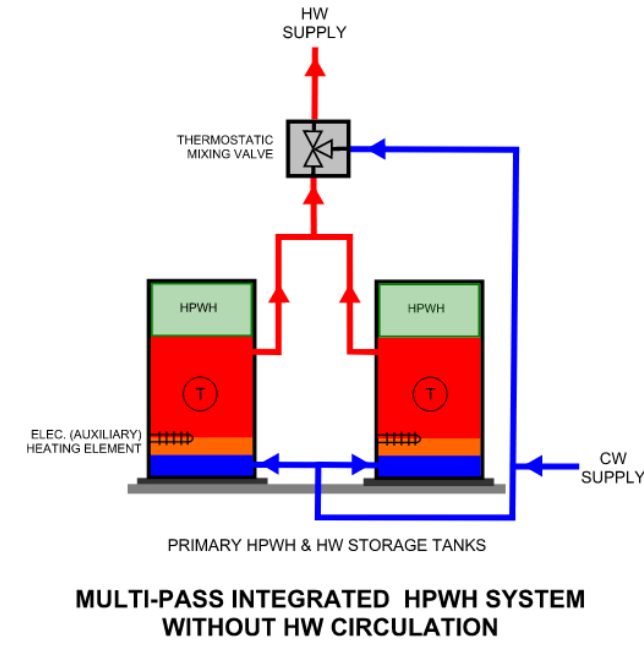 HW
SUPPLY
THERMOSTATIC
MIXING VALVE
HPWH
HPWH
T
T
ELEC. (AUXILIARY)
HEATING ELEMENT
CW
SUPPLY
PRIMARY HPWH & HW STORAGE TANKS
MULTI-PASS INTEGRATED HPWH SYSTEM
WITHOUT HW CIRCULATION